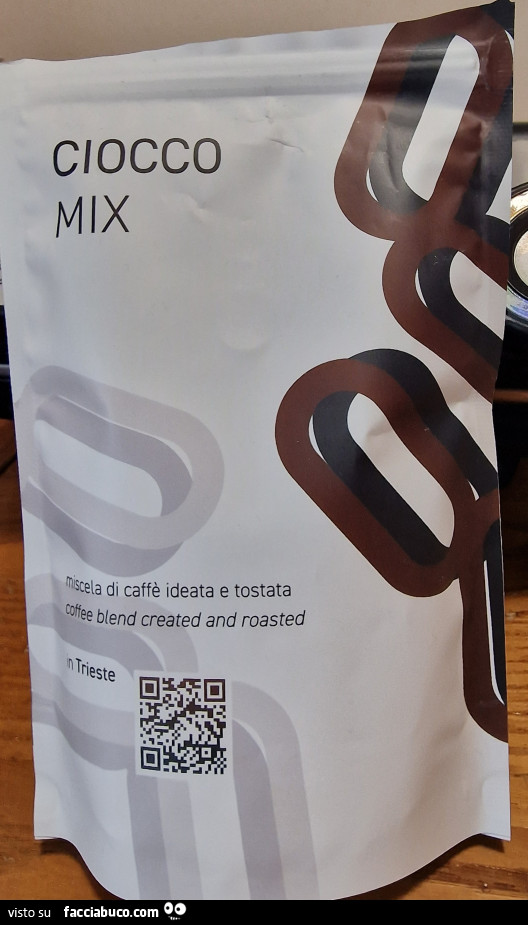 CIOCCO
MIX
miscela di caffè ideata e tostata
coffee blend created and roasted
in Trieste
visto su facciabuco.com